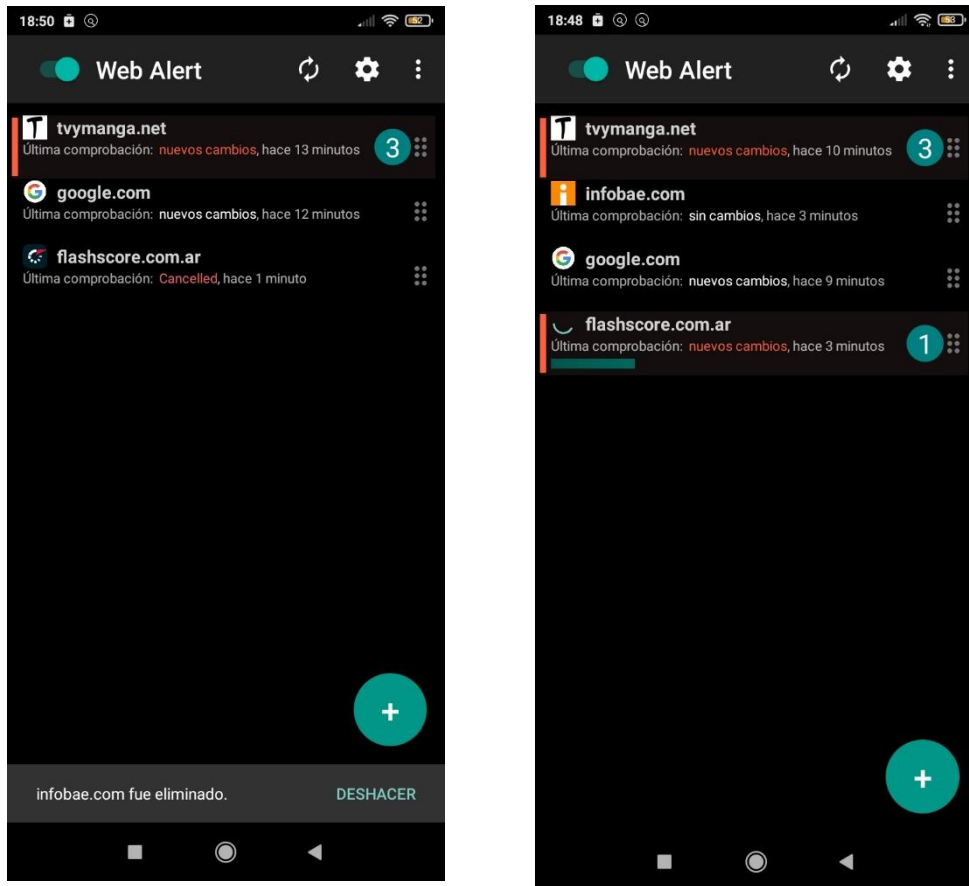 18:50
52
Web Alert
tvymanga.net
Última comprobación: nuevos cambios, hace 13 minutos
3
google.com
Última comprobación: nuevos cambios, hace 12 minutos
flashscore.com.ar
Última comprobación: Cancelled, hace 1 minuto
+
infobae.com fue eliminado.
DESHACER
18:48
53
Web Alert
tvymanga.net
Última comprobación: nuevos cambios, hace 10 minutos
3
infobae.com
Última comprobación: sin cambios, hace 3 minutos
google.com
Última comprobación: nuevos cambios, hace 9 minutos
flashscore.com.ar
Última comprobación: nuevos cambios, hace 3 minutos
1
+